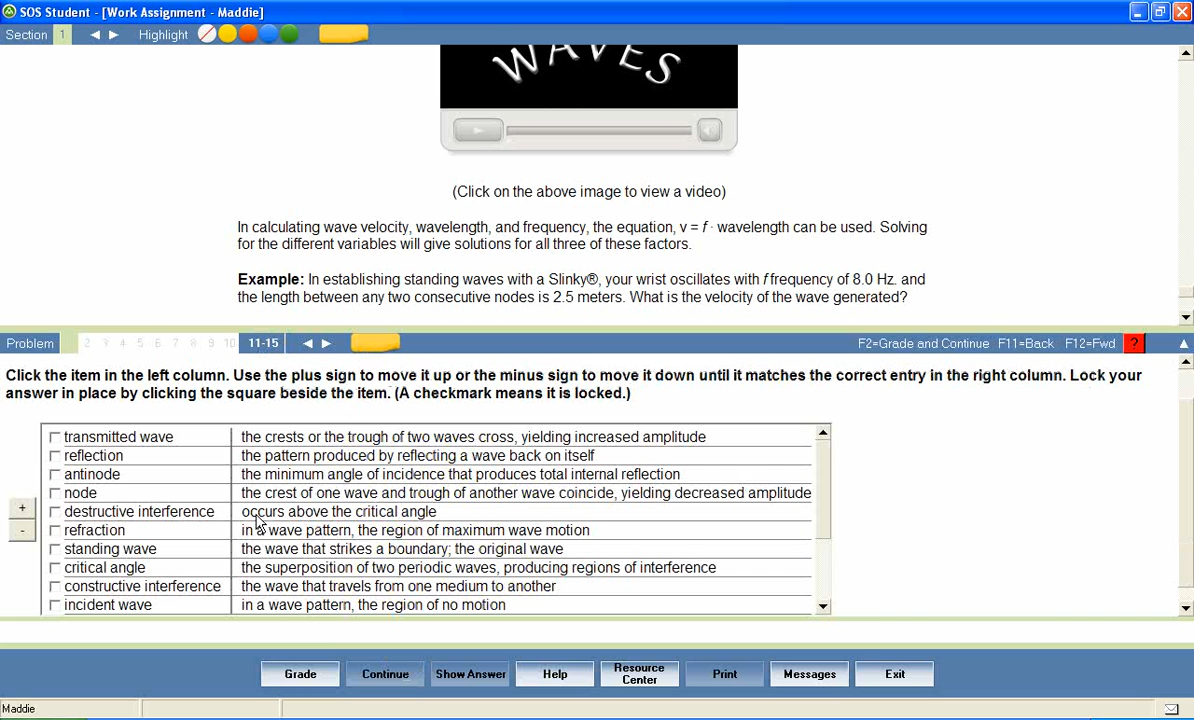 SOS Student - [Work Assignment - Maddie]
Section 1 Highlight
WAVES
(Click on the above image to view a video)
In calculating wave velocity, wavelength, and frequency, the equation, v = f · wavelength can be used. Solving
for the different variables will give solutions for all three of these factors.
Example: In establishing standing waves with a Slinky®, your wrist oscillates with f frequency of 8.0 Hz. and
the length between any two consecutive nodes is 2.5 meters. What is the velocity of the wave generated?
Problem 2 3 4 5 6 7 8 9 10 11-15 F2=Grade and Continue F11=Back F12=Fwd ?
Click the item in the left column. Use the plus sign to move it up or the minus sign to move it down until it matches the correct entry in the right column. Lock your
answer in place by clicking the square beside the item. (A checkmark means it is locked.)
transmitted wave the crests or the trough of two waves cross, yielding increased amplitude
reflection the pattern produced by reflecting a wave back on itself
antinode the minimum angle of incidence that produces total internal reflection
node the crest of one wave and trough of another wave coincide, yielding decreased amplitude
+ destructive interference occurs above the critical angle
- refraction in a wave pattern, the region of maximum wave motion
standing wave the wave that strikes a boundary; the original wave
critical angle the superposition of two periodic waves, producing regions of interference
constructive interference the wave that travels from one medium to another
incident wave in a wave pattern, the region of no motion
Grade Continue Show Answer Help Resource Center Print Messages Exit
Maddie